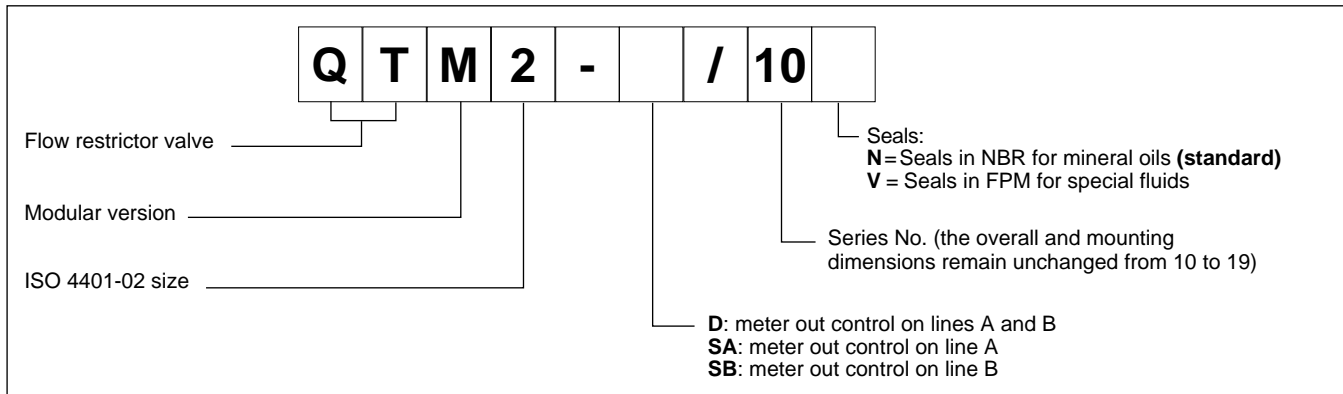 Q T M 2 - / 10
Flow restrictor valve
Modular version
ISO 4401-02 size
Seals:
N = Seals in NBR for mineral oils (standard)
V = Seals in FPM for special fluids
Series No. (the overall and mounting
dimensions remain unchanged from 10 to 19)
D: meter out control on lines A and B
SA: meter out control on line A
SB: meter out control on line B